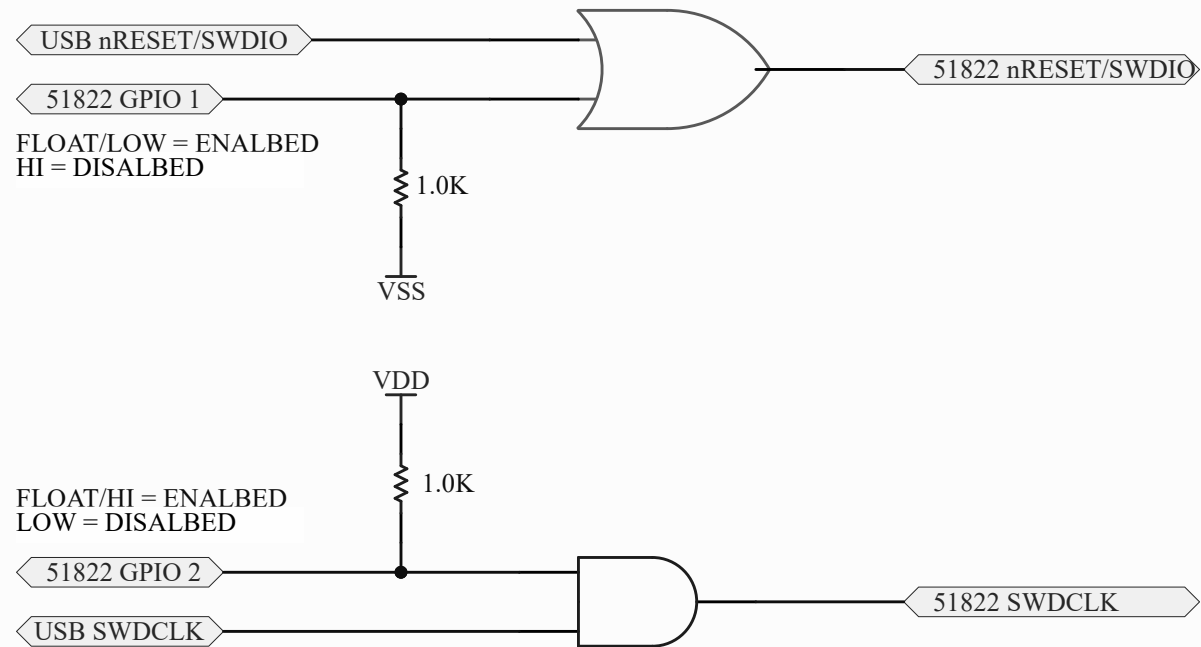 USB nRESET/SWDIO
51822 nRESET/SWDIO
51822 GPIO 1
FLOAT/LOW = ENALBED
HI = DISALBED
1.0K
VSS
VDD
1.0K
FLOAT/HI = ENALBED
LOW = DISALBED
51822 GPIO 2
51822 SWDCLK
USB SWDCLK